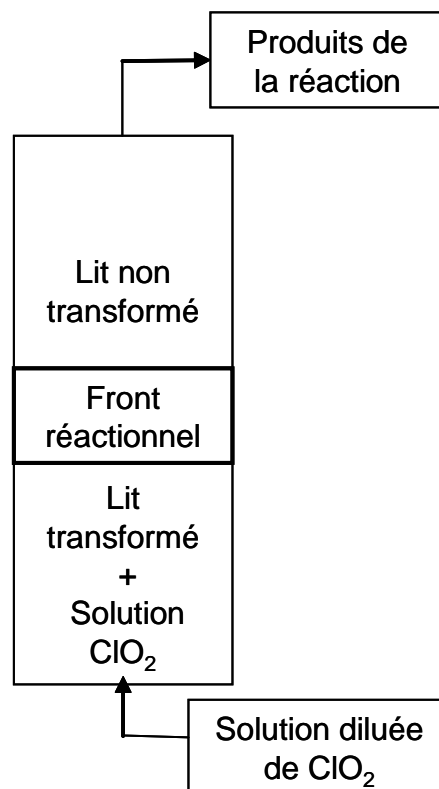 Produits de
la réaction
Lit non
transformé
Front
réactionnel
Lit
transformé
+
Solution
ClO₂
Solution diluée
de ClO₂